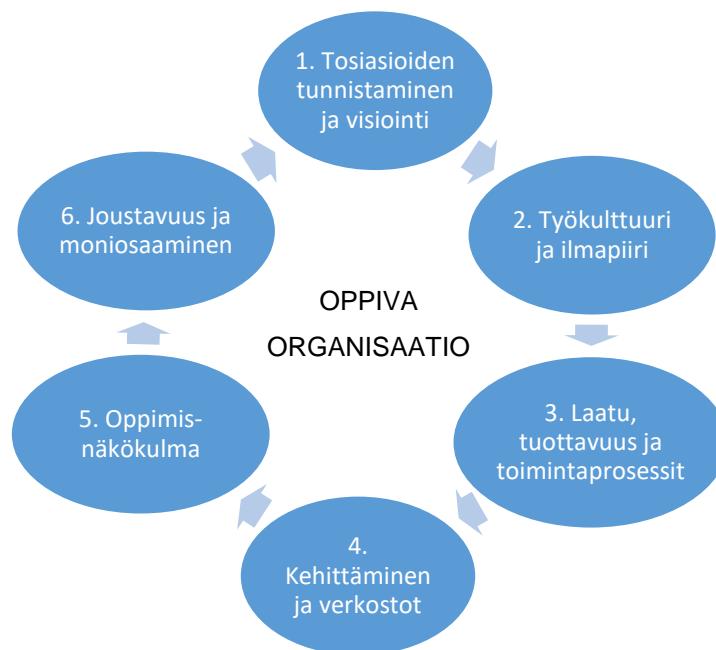 1. Tosiasioiden
tunnistaminen
ja visiointi
2. Työkulttuuri
ja ilmapiiri
3. Laatu,
tuottavuus ja
toimintaprosessit
4.
Kehittäminen
ja verkostot
5. Oppimis-
näkökulma
6. Joustavuus ja
moniosaaminen
OPPIVA
ORGANISAATIO